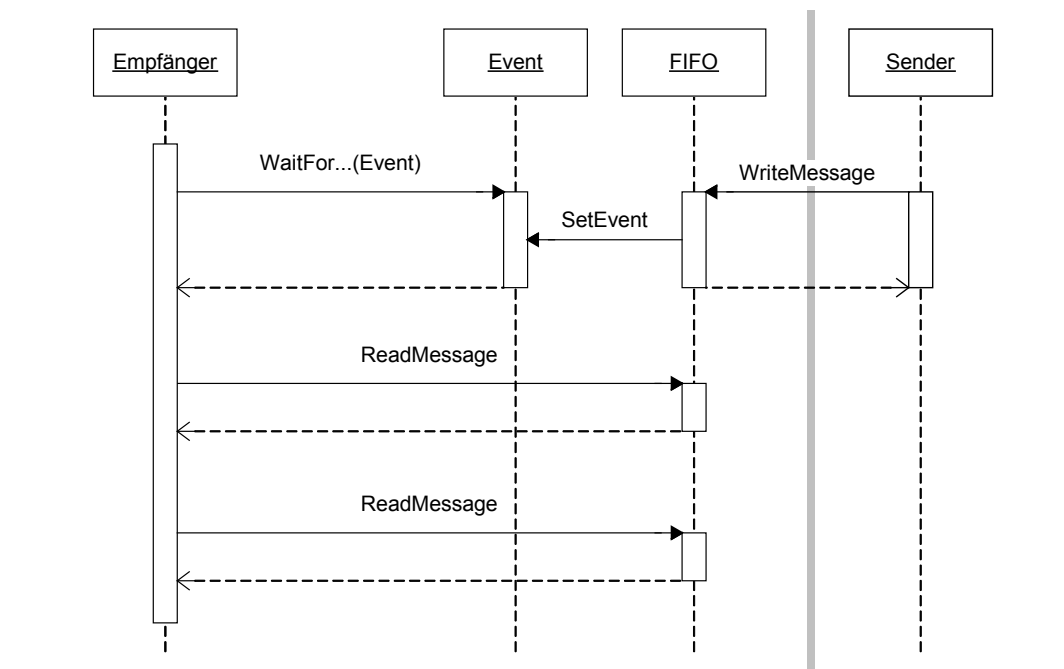 Empfänger
Event
FIFO
Sender
WaitFor...(Event)
WriteMessage
SetEvent
ReadMessage
ReadMessage